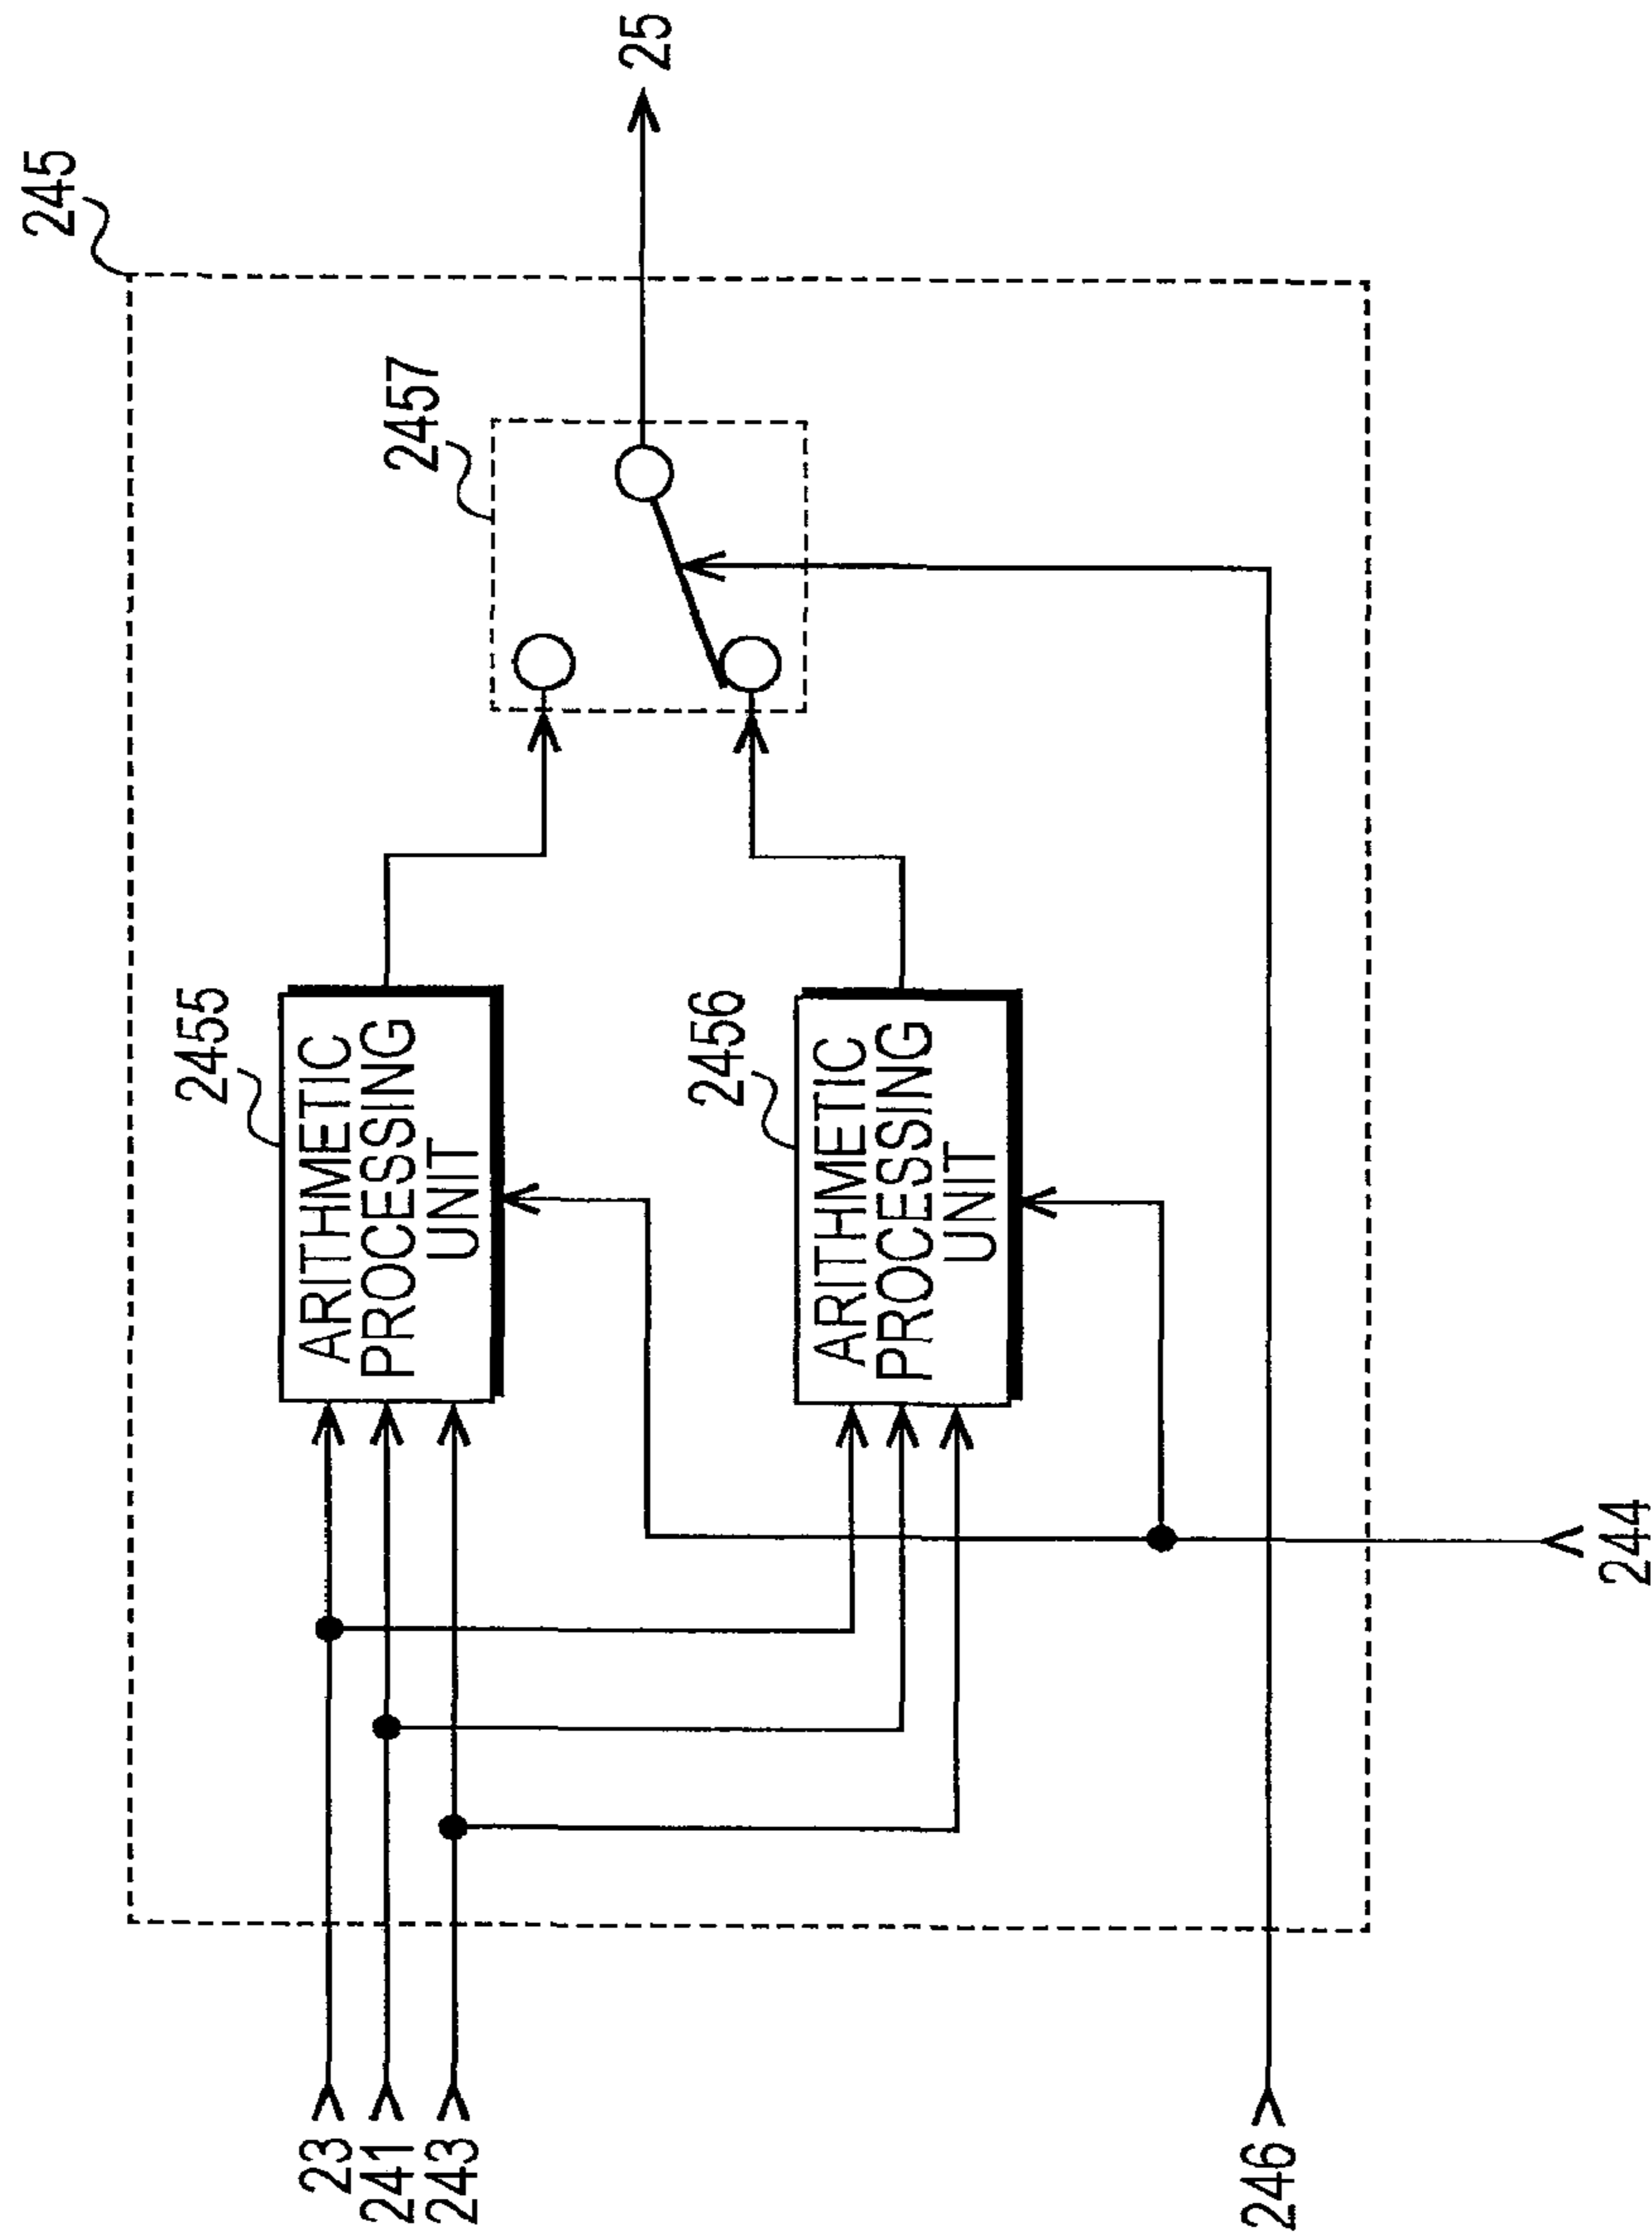 245
2457
25
2455
ARITHMETIC
PROCESSING
UNIT
2456
ARITHMETIC
PROCESSING
UNIT
23
241
243
246
244